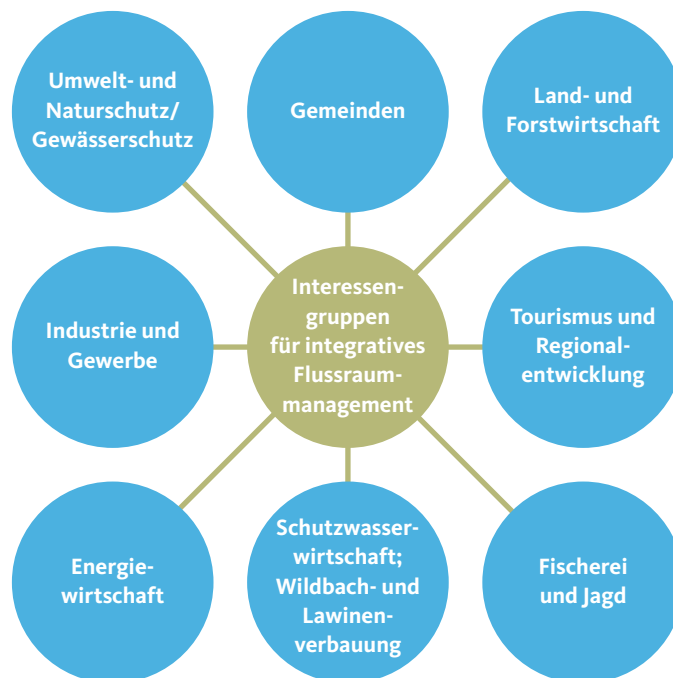 Umwelt- und
Naturschutz/
Gewässerschutz
Gemeinden
Land- und
Forstwirtschaft
Industrie und
Gewerbe
Interessen-
gruppen
für integratives
Flussraum-
management
Tourismus und
Regional-
entwicklung
Energie-
wirtschaft
Schutzwasser-
wirtschaft;
Wildbach- und
Lawinen-
verbauung
Fischerei
und Jagd